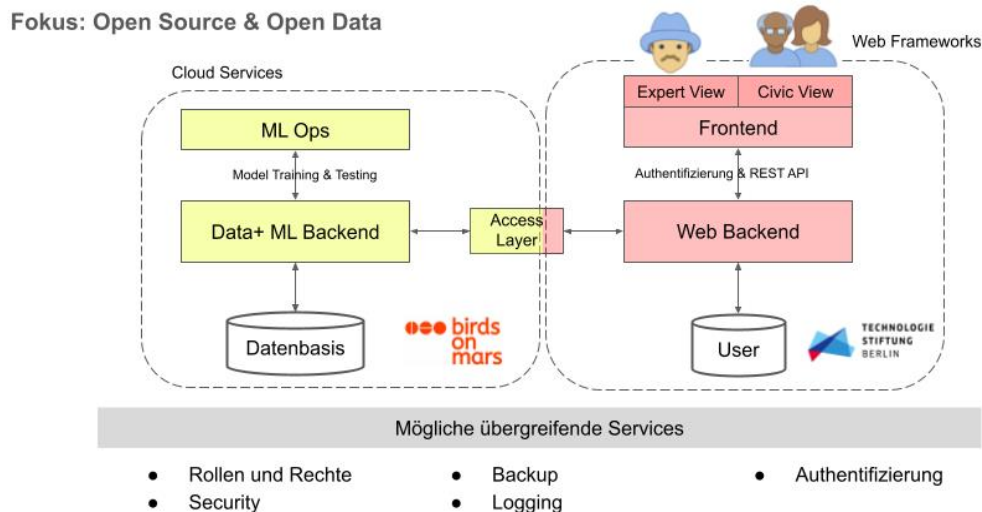 Fokus: Open Source & Open Data
Cloud Services
ML Ops
Model Training & Testing
Data+ ML Backend
Datenbasis
birds
on
mars
Access
Layer
Web Frameworks
Expert View
Civic View
Frontend
Authentifizierung & REST API
Web Backend
User
TECHNOLOGIE
STIFTUNG
BERLIN
Mögliche übergreifende Services
● Rollen und Rechte
● Security
● Backup
● Logging
● Authentifizierung